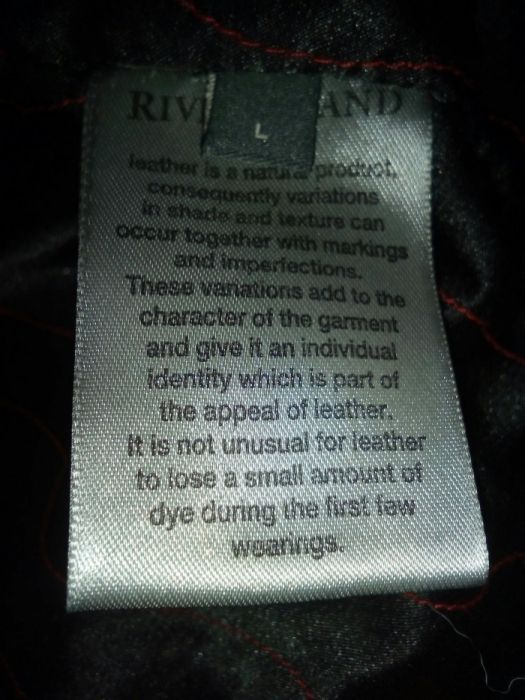 RIV AND
L
leather is a natural product,
consequently variations
in shade and texture can
occur together with markings
and imperfections.
These variations add to the
character of the garment
and give it an individual
identity which is part of
the appeal of leather.
It is not unusual for leather
to lose a small amount of
dye during the first few
wearings.